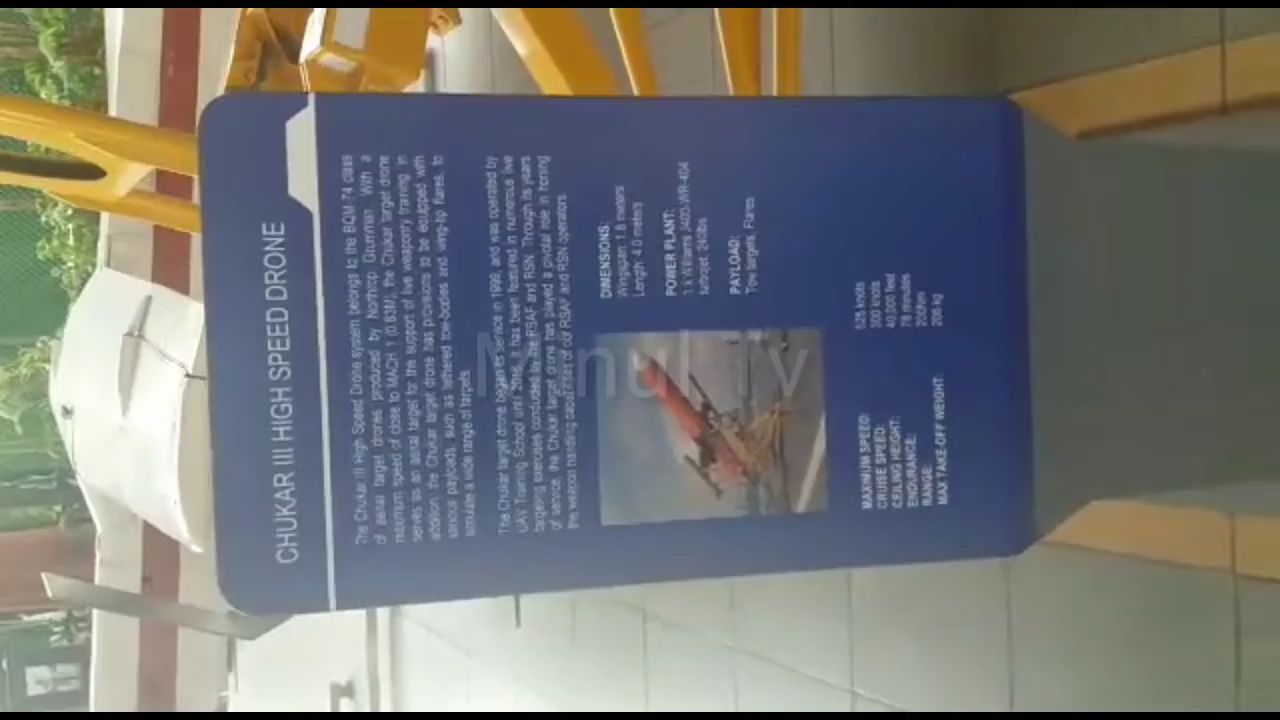 CHUKAR III HIGH SPEED DRONE
The Chukar III High Speed Drone system belongs to the BQM-74 class
of aerial target drones produced by Northrop Grumman. With a
maximum speed of close to MACH 1 (0.83M), the Chukar target drone
serves as an aerial target for the support of live weaponry training. In
addition, the Chukar target drone has provisions to be equipped with
various payloads, such as tethered tow-bodies and wing-tip flares, to
simulate a wide range of targets.
The Chukar target drone began its service in 1999, and was operated by
UAV Training School until 2016. It has been featured in numerous live
targeting exercises conducted by the RSAF and RSN. Through its years
of service, the Chukar target drone has played a pivotal role in honing
the weapon handling capabilities of our RSAF and RSN operators.
DIMENSIONS:
Wingspan: 1.8 meters
Length: 4.0 meters
POWER PLANT:
1 x Williams J400-WR-404
turbojet, 240lbs
PAYLOAD:
Tow targets, Flares
MAXIMUM SPEED: 525 knots
CRUISE SPEED: 300 knots
CEILING HEIGHT: 40,000 feet
ENDURANCE: 78 minutes
RANGE: 200km
MAX TAKE-OFF WEIGHT: 206 kg
Minul Tv